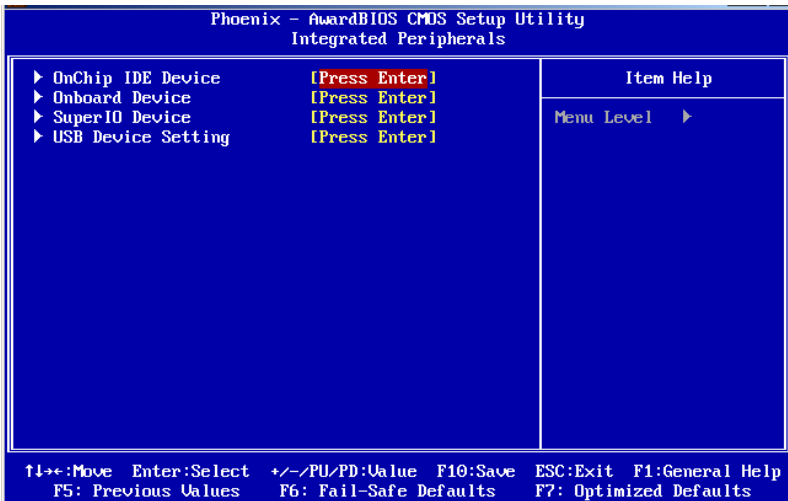 Phoenix - AwardBIOS CMOS Setup Utility
Integrated Peripherals
▶ OnChip IDE Device [Press Enter]
▶ Onboard Device [Press Enter]
▶ SuperIO Device [Press Enter]
▶ USB Device Setting [Press Enter]
Item Help
Menu Level ▶
↑↓→←:Move Enter:Select +/-/PU/PD:Value F10:Save ESC:Exit F1:General Help
F5: Previous Values F6: Fail-Safe Defaults F7: Optimized Defaults